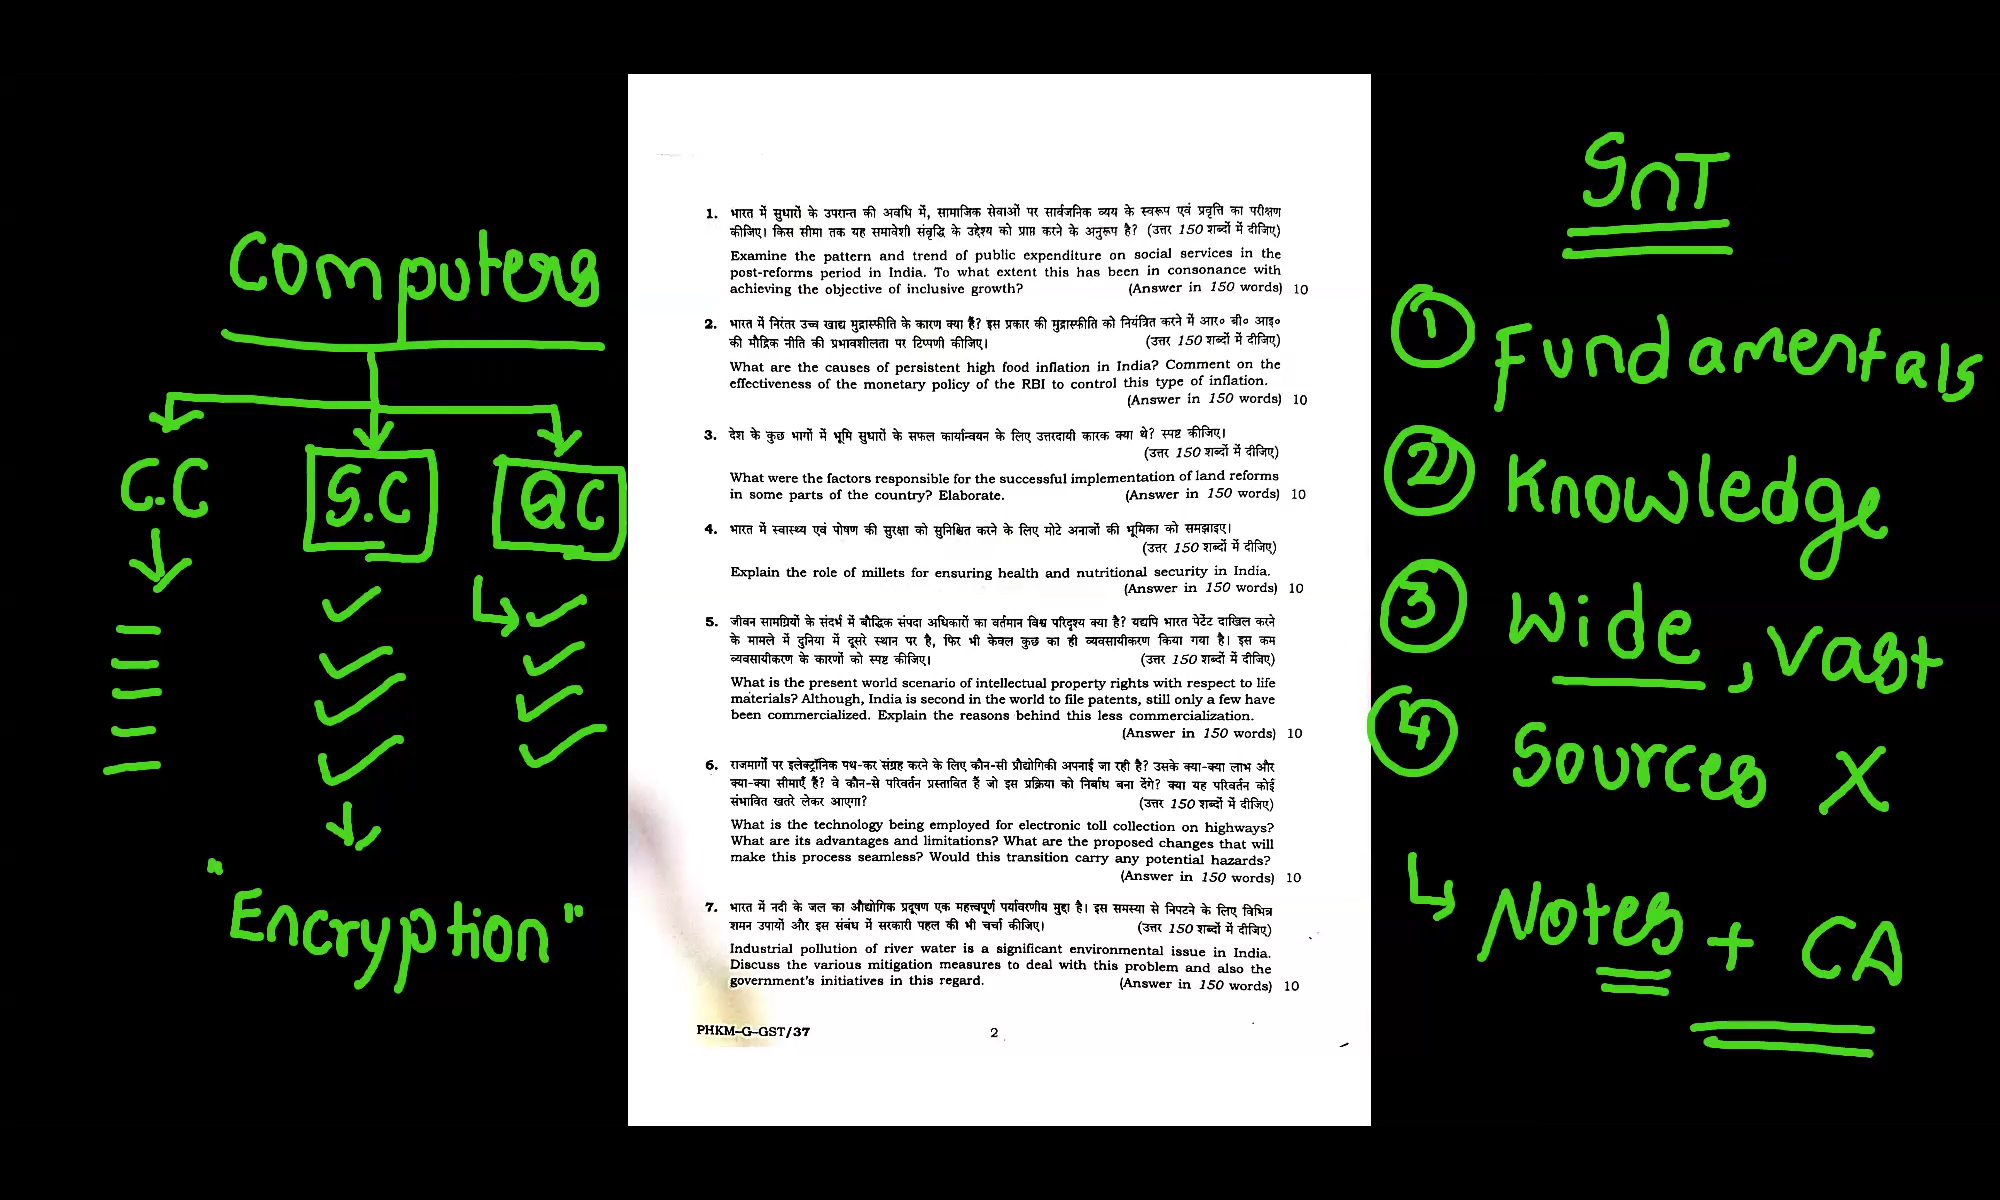 Computers
C.C
S.C
QC
"Encryption"
1. भारत में सुधारों के उपरान्त की अवधि में, सामाजिक सेवाओं पर सार्वजनिक व्यय के स्वरूप एवं प्रवृत्ति का परीक्षण
कीजिए। किस सीमा तक यह समावेशी संवृद्धि के उद्देश्य को प्राप्त करने के अनुरूप है? (उत्तर 150 शब्दों में दीजिए)
Examine the pattern and trend of public expenditure on social services in the
post-reforms period in India. To what extent this has been in consonance with
achieving the objective of inclusive growth? (Answer in 150 words) 10
2. भारत में निरंतर उच्च खाद्य मुद्रास्फीति के कारण क्या हैं? इस प्रकार की मुद्रास्फीति को नियंत्रित करने में आर० बी० आइ०
की मौद्रिक नीति की प्रभावशीलता पर टिप्पणी कीजिए। (उत्तर 150 शब्दों में दीजिए)
What are the causes of persistent high food inflation in India? Comment on the
effectiveness of the monetary policy of the RBI to control this type of inflation.
(Answer in 150 words) 10
3. देश के कुछ भागों में भूमि सुधारों के सफल कार्यान्वयन के लिए उत्तरदायी कारक क्या थे? स्पष्ट कीजिए।
(उत्तर 150 शब्दों में दीजिए)
What were the factors responsible for the successful implementation of land reforms
in some parts of the country? Elaborate. (Answer in 150 words) 10
4. भारत में स्वास्थ्य एवं पोषण की सुरक्षा को सुनिश्चित करने के लिए मोटे अनाजों की भूमिका को समझाइए।
(उत्तर 150 शब्दों में दीजिए)
Explain the role of millets for ensuring health and nutritional security in India.
(Answer in 150 words) 10
5. जीवन सामग्रियों के संदर्भ में बौद्धिक संपदा अधिकारों का वर्तमान विश्व परिदृश्य क्या है? यद्यपि भारत पेटेंट दाखिल करने
के मामले में दुनिया में दूसरे स्थान पर है, फिर भी केवल कुछ का ही व्यवसायीकरण किया गया है। इस कम
व्यवसायीकरण के कारणों को स्पष्ट कीजिए। (उत्तर 150 शब्दों में दीजिए)
What is the present world scenario of intellectual property rights with respect to life
materials? Although, India is second in the world to file patents, still only a few have
been commercialized. Explain the reasons behind this less commercialization.
(Answer in 150 words) 10
6. राजमार्गों पर इलेक्ट्रॉनिक पथ-कर संग्रह करने के लिए कौन-सी प्रौद्योगिकी अपनाई जा रही है? उसके क्या-क्या लाभ और
क्या-क्या सीमाएँ हैं? वे कौन-से परिवर्तन प्रस्तावित हैं जो इस प्रक्रिया को निर्बाध बना देंगे? क्या यह परिवर्तन कोई
संभावित खतरे लेकर आएगा? (उत्तर 150 शब्दों में दीजिए)
What is the technology being employed for electronic toll collection on highways?
What are its advantages and limitations? What are the proposed changes that will
make this process seamless? Would this transition carry any potential hazards?
(Answer in 150 words) 10
7. भारत में नदी के जल का औद्योगिक प्रदूषण एक महत्त्वपूर्ण पर्यावरणीय मुद्दा है। इस समस्या से निपटने के लिए विभिन्न
शमन उपायों और इस संबंध में सरकारी पहल की भी चर्चा कीजिए। (उत्तर 150 शब्दों में दीजिए)
Industrial pollution of river water is a significant environmental issue in India.
Discuss the various mitigation measures to deal with this problem and also the
government's initiatives in this regard. (Answer in 150 words) 10
PHKM-G-GST/37 2
SnT
1 Fundamentals
2 Knowledge
3 Wide, Vast
4 Sources X
Notes + CA